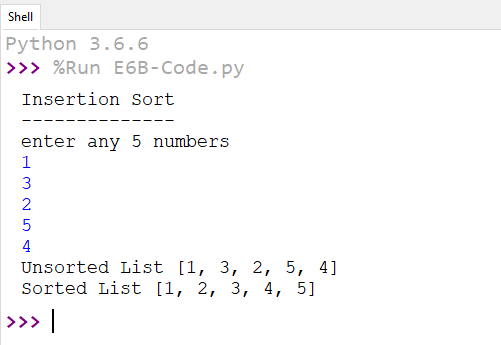 Shell
Python 3.6.6
>>> %Run E6B-Code.py
Insertion Sort
--------------
enter any 5 numbers
1
3
2
5
4
Unsorted List [1, 3, 2, 5, 4]
Sorted List [1, 2, 3, 4, 5]
>>>